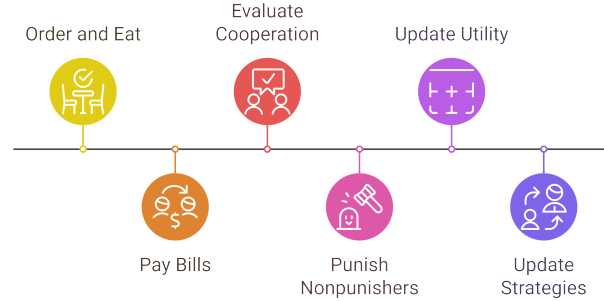 Order and Eat
Evaluate
Cooperation
Update Utility
Pay Bills
Punish
Nonpunishers
Update
Strategies